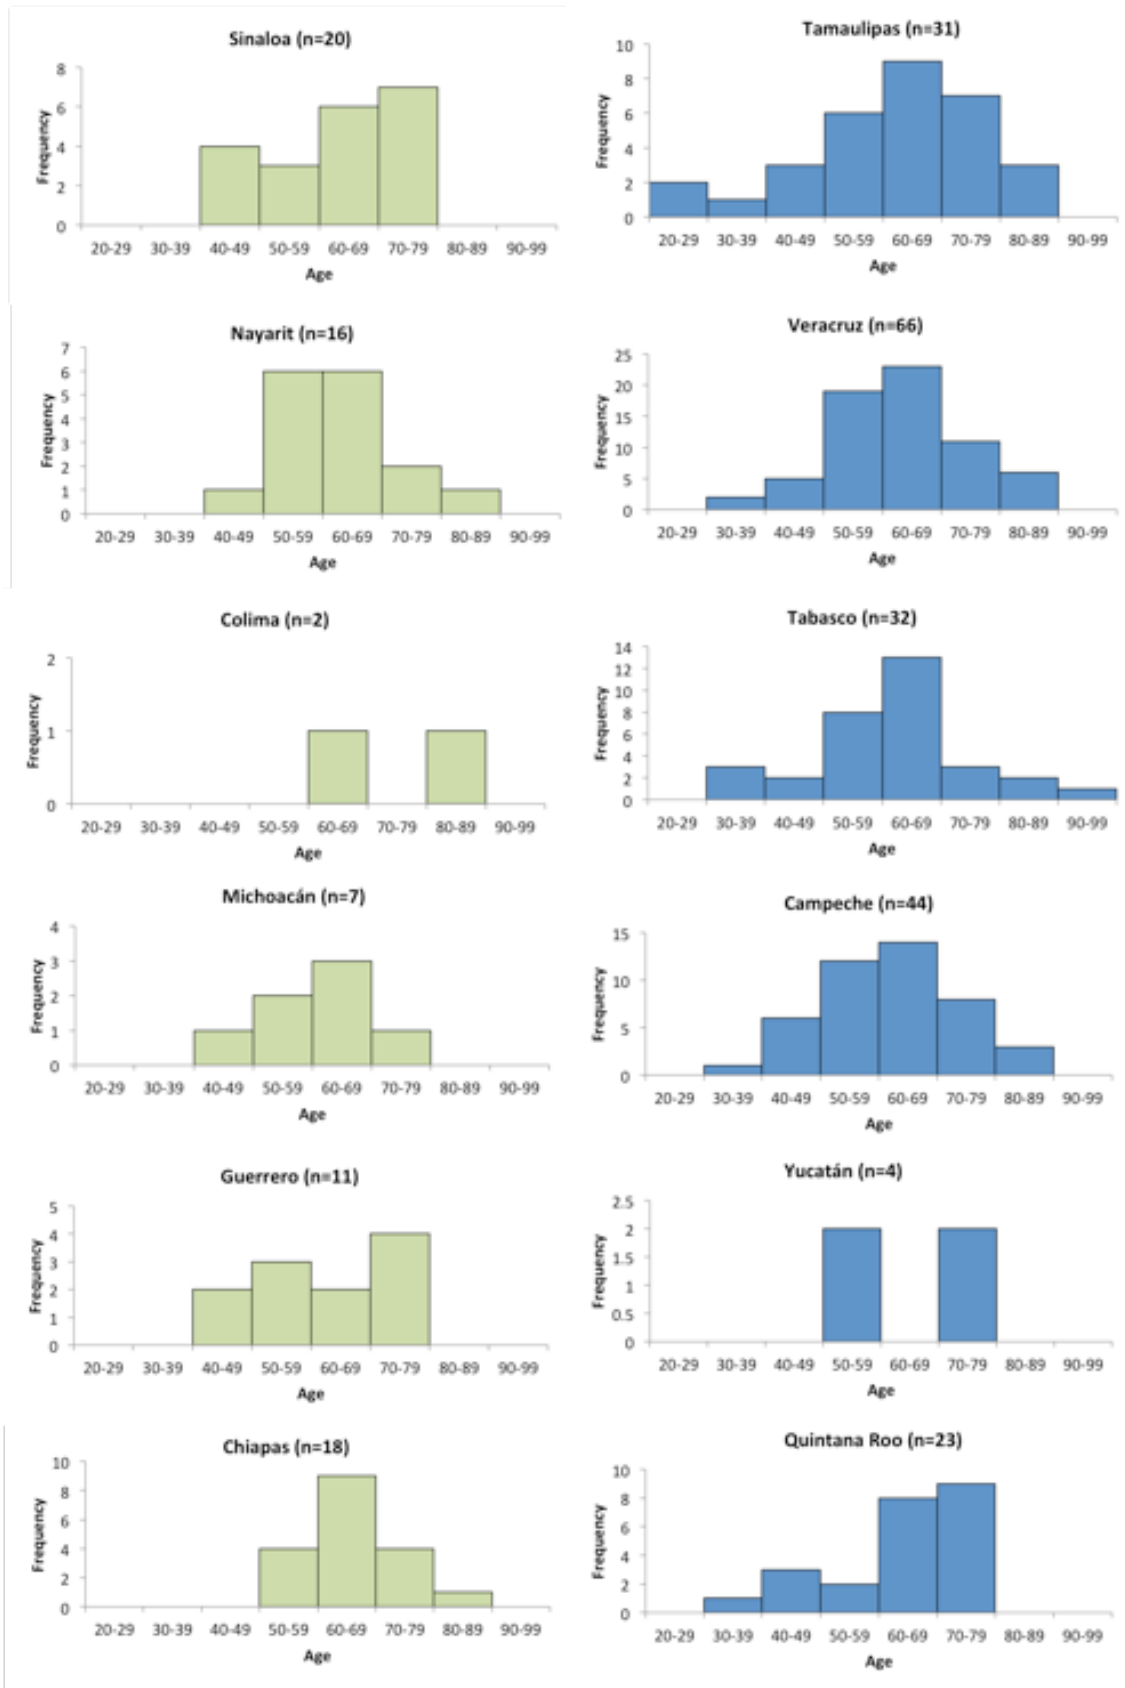 Sinaloa (n=20)
8
6
4
2
0
Frequency
20-29 30-39 40-49 50-59 60-69 70-79 80-89 90-99
Age
Tamaulipas (n=31)
10
8
6
4
2
0
Frequency
20-29 30-39 40-49 50-59 60-69 70-79 80-89 90-99
Age
Nayarit (n=16)
7
6
5
4
3
2
1
0
Frequency
20-29 30-39 40-49 50-59 60-69 70-79 80-89 90-99
Age
Veracruz (n=66)
25
20
15
10
5
0
Frequency
20-29 30-39 40-49 50-59 60-69 70-79 80-89 90-99
Age
Colima (n=2)
2
1
0
Frequency
20-29 30-39 40-49 50-59 60-69 70-79 80-89 90-99
Age
Tabasco (n=32)
14
12
10
8
6
4
2
0
Frequency
20-29 30-39 40-49 50-59 60-69 70-79 80-89 90-99
Age
Michoacán (n=7)
4
3
2
1
0
Frequency
20-29 30-39 40-49 50-59 60-69 70-79 80-89 90-99
Age
Campeche (n=44)
15
10
5
0
Frequency
20-29 30-39 40-49 50-59 60-69 70-79 80-89 90-99
Age
Guerrero (n=11)
5
4
3
2
1
0
Frequency
20-29 30-39 40-49 50-59 60-69 70-79 80-89 90-99
Age
Yucatán (n=4)
2.5
2
1.5
1
0.5
0
Frequency
20-29 30-39 40-49 50-59 60-69 70-79 80-89 90-99
Age
Chiapas (n=18)
10
8
6
4
2
0
Frequency
20-29 30-39 40-49 50-59 60-69 70-79 80-89 90-99
Age
Quintana Roo (n=23)
10
8
6
4
2
0
Frequency
20-29 30-39 40-49 50-59 60-69 70-79 80-89 90-99
Age